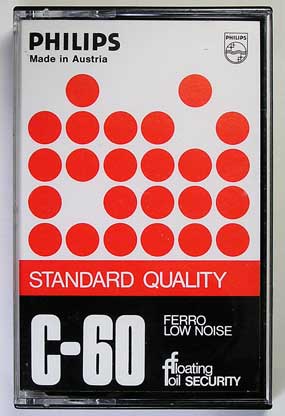 PHILIPS
Made in Austria
PHILIPS
STANDARD QUALITY
C-60
FERRO
LOW NOISE
floating
foil SECURITY